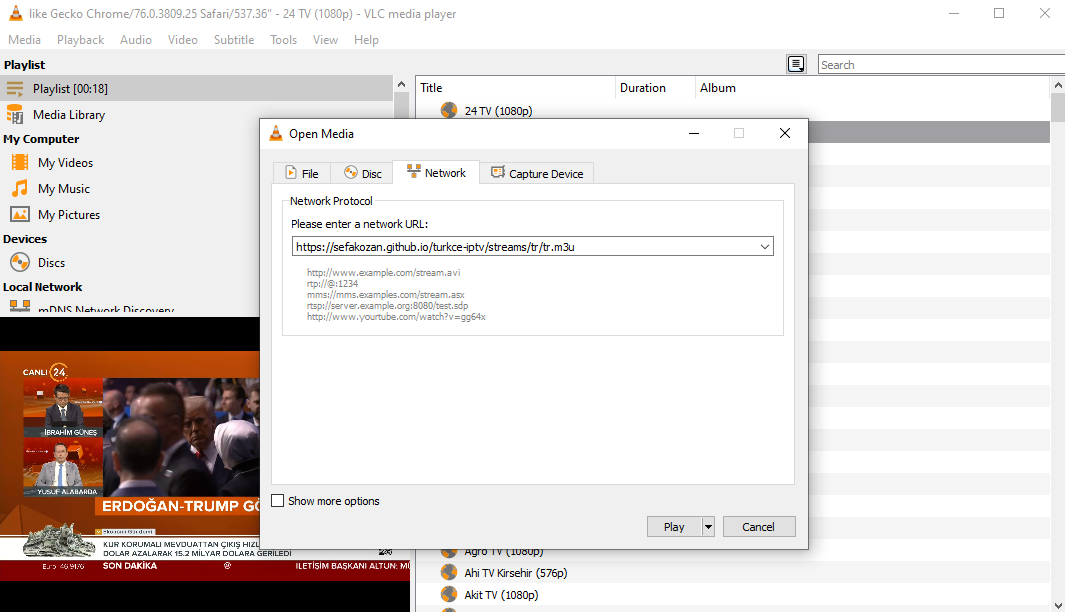 like Gecko Chrome/76.0.3809.25 Safari/537.36" - 24 TV (1080p) - VLC media player
Media Playback Audio Video Subtitle Tools View Help
Playlist
Search
Playlist [00:18]
Media Library
My Computer
My Videos
My Music
My Pictures
Devices
Discs
Local Network
mDNS Network Discovery
Title Duration Album
24 TV (1080p)
Open Media
File Disc Network Capture Device
Network Protocol
Please enter a network URL:
https://sefakozan.github.io/turkce-iptv/streams/tr/tr.m3u
http://www.example.com/stream.avi
rtp://@:1234
mms://mms.examples.com/stream.asx
rtsp://server.example.org:8080/test.sdp
http://www.yourtube.com/watch?v=gg64x
Show more options
Play Cancel
CANLI 24
İBRAHİM GÜNEŞ
YUSUF ALABARDA
ERDOĞAN-TRUMP GÖ
Ekonomi Gündemi
KUR KORUMALI MEVDUATTAN ÇIKIŞ HIZL
DOLAR AZALARAK 15.2 MİLYAR DOLARA GERİLEDİ
Euro 46.9176 SON DAKİKA @ İLETİŞİM BAŞKANI ALTUN: MÜ
Agro TV (1080p)
Ahi TV Kirsehir (576p)
Akit TV (1080p)